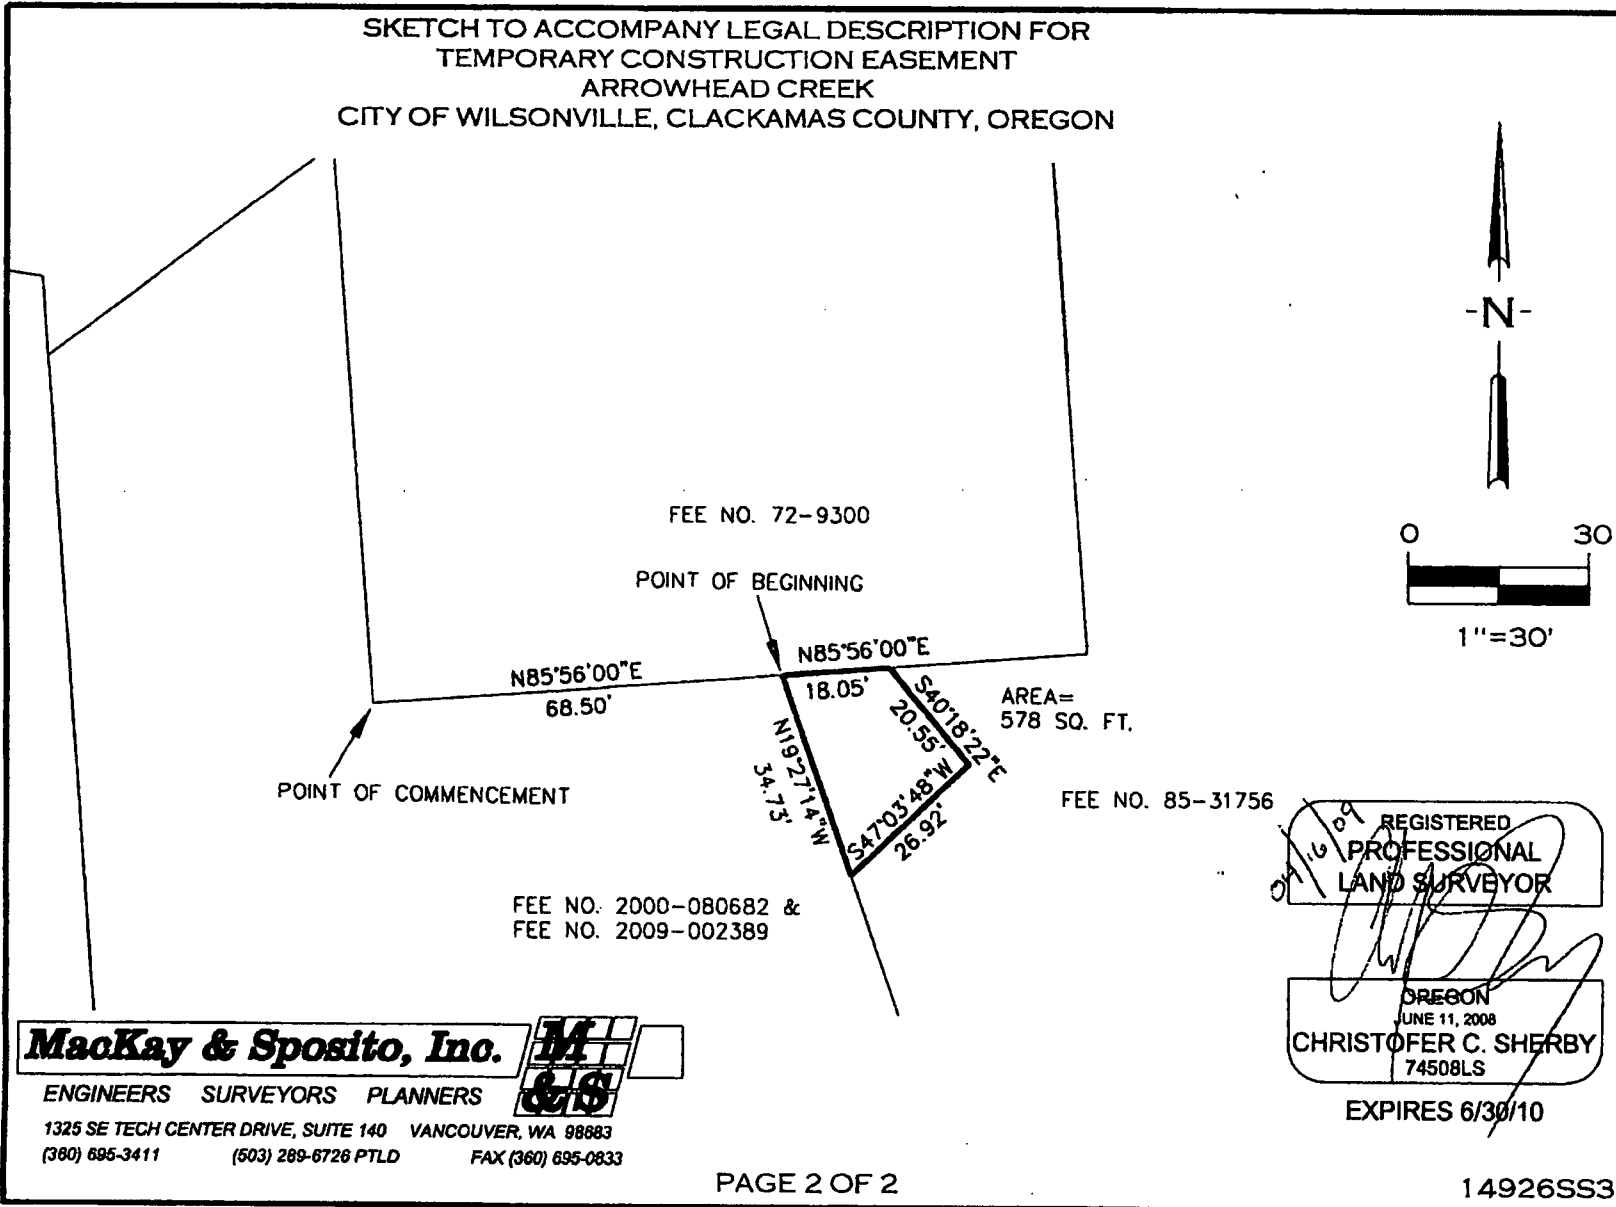 SKETCH TO ACCOMPANY LEGAL DESCRIPTION FOR
TEMPORARY CONSTRUCTION EASEMENT
ARROWHEAD CREEK
CITY OF WILSONVILLE, CLACKAMAS COUNTY, OREGON
-N-
0 30
1"=30'
FEE NO. 72-9300
POINT OF BEGINNING
N85°56'00"E
68.50'
N85°56'00"E
18.05'
S40°18'22"E
20.55'
AREA=
578 SQ. FT.
N19°27'14"W
34.73'
S47°03'48"W
26.92'
POINT OF COMMENCEMENT
FEE NO. 85-31756
FEE NO. 2000-080682 &
FEE NO. 2009-002389
04/16/09
REGISTERED
PROFESSIONAL
LAND SURVEYOR
OREGON
JUNE 11, 2008
CHRISTOFER C. SHERBY
74508LS
EXPIRES 6/30/10
MacKay & Sposito, Inc.
M
&S
ENGINEERS SURVEYORS PLANNERS
1325 SE TECH CENTER DRIVE, SUITE 140 VANCOUVER, WA 98683
(360) 695-3411 (503) 289-6726 PTLD FAX (360) 695-0833
PAGE 2 OF 2
14926SS3